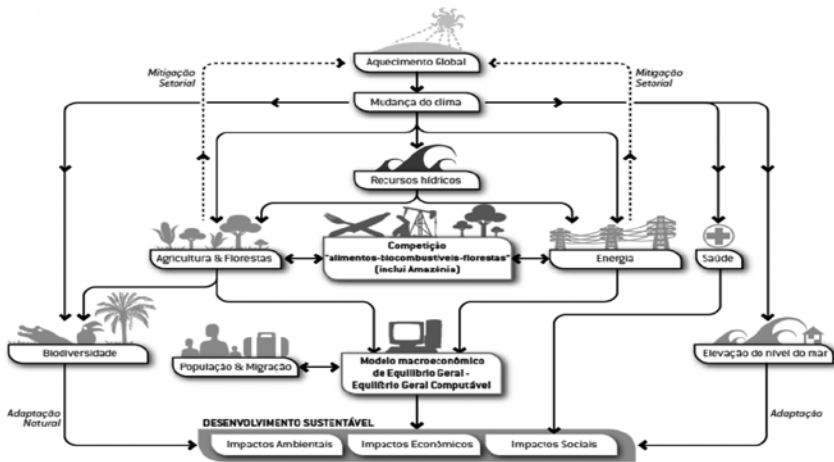 Aquecimento Global
Mitigação
Setorial
Mitigação
Setorial
Mudança do clima
Recursos hídricos
Agricultura & Florestas
Competição
"alimentos-biocombustíveis-florestas"
(inclui Amazônia)
Energia
Saúde
Biodiversidade
População & Migração
Modelo macroeconômico
de Equilíbrio Geral -
Equilíbrio Geral Computável
Elevação do nível do mar
Adaptação
Natural
Adaptação
DESENVOLVIMENTO SUSTENTÁVEL
Impactos Ambientais
Impactos Econômicos
Impactos Sociais